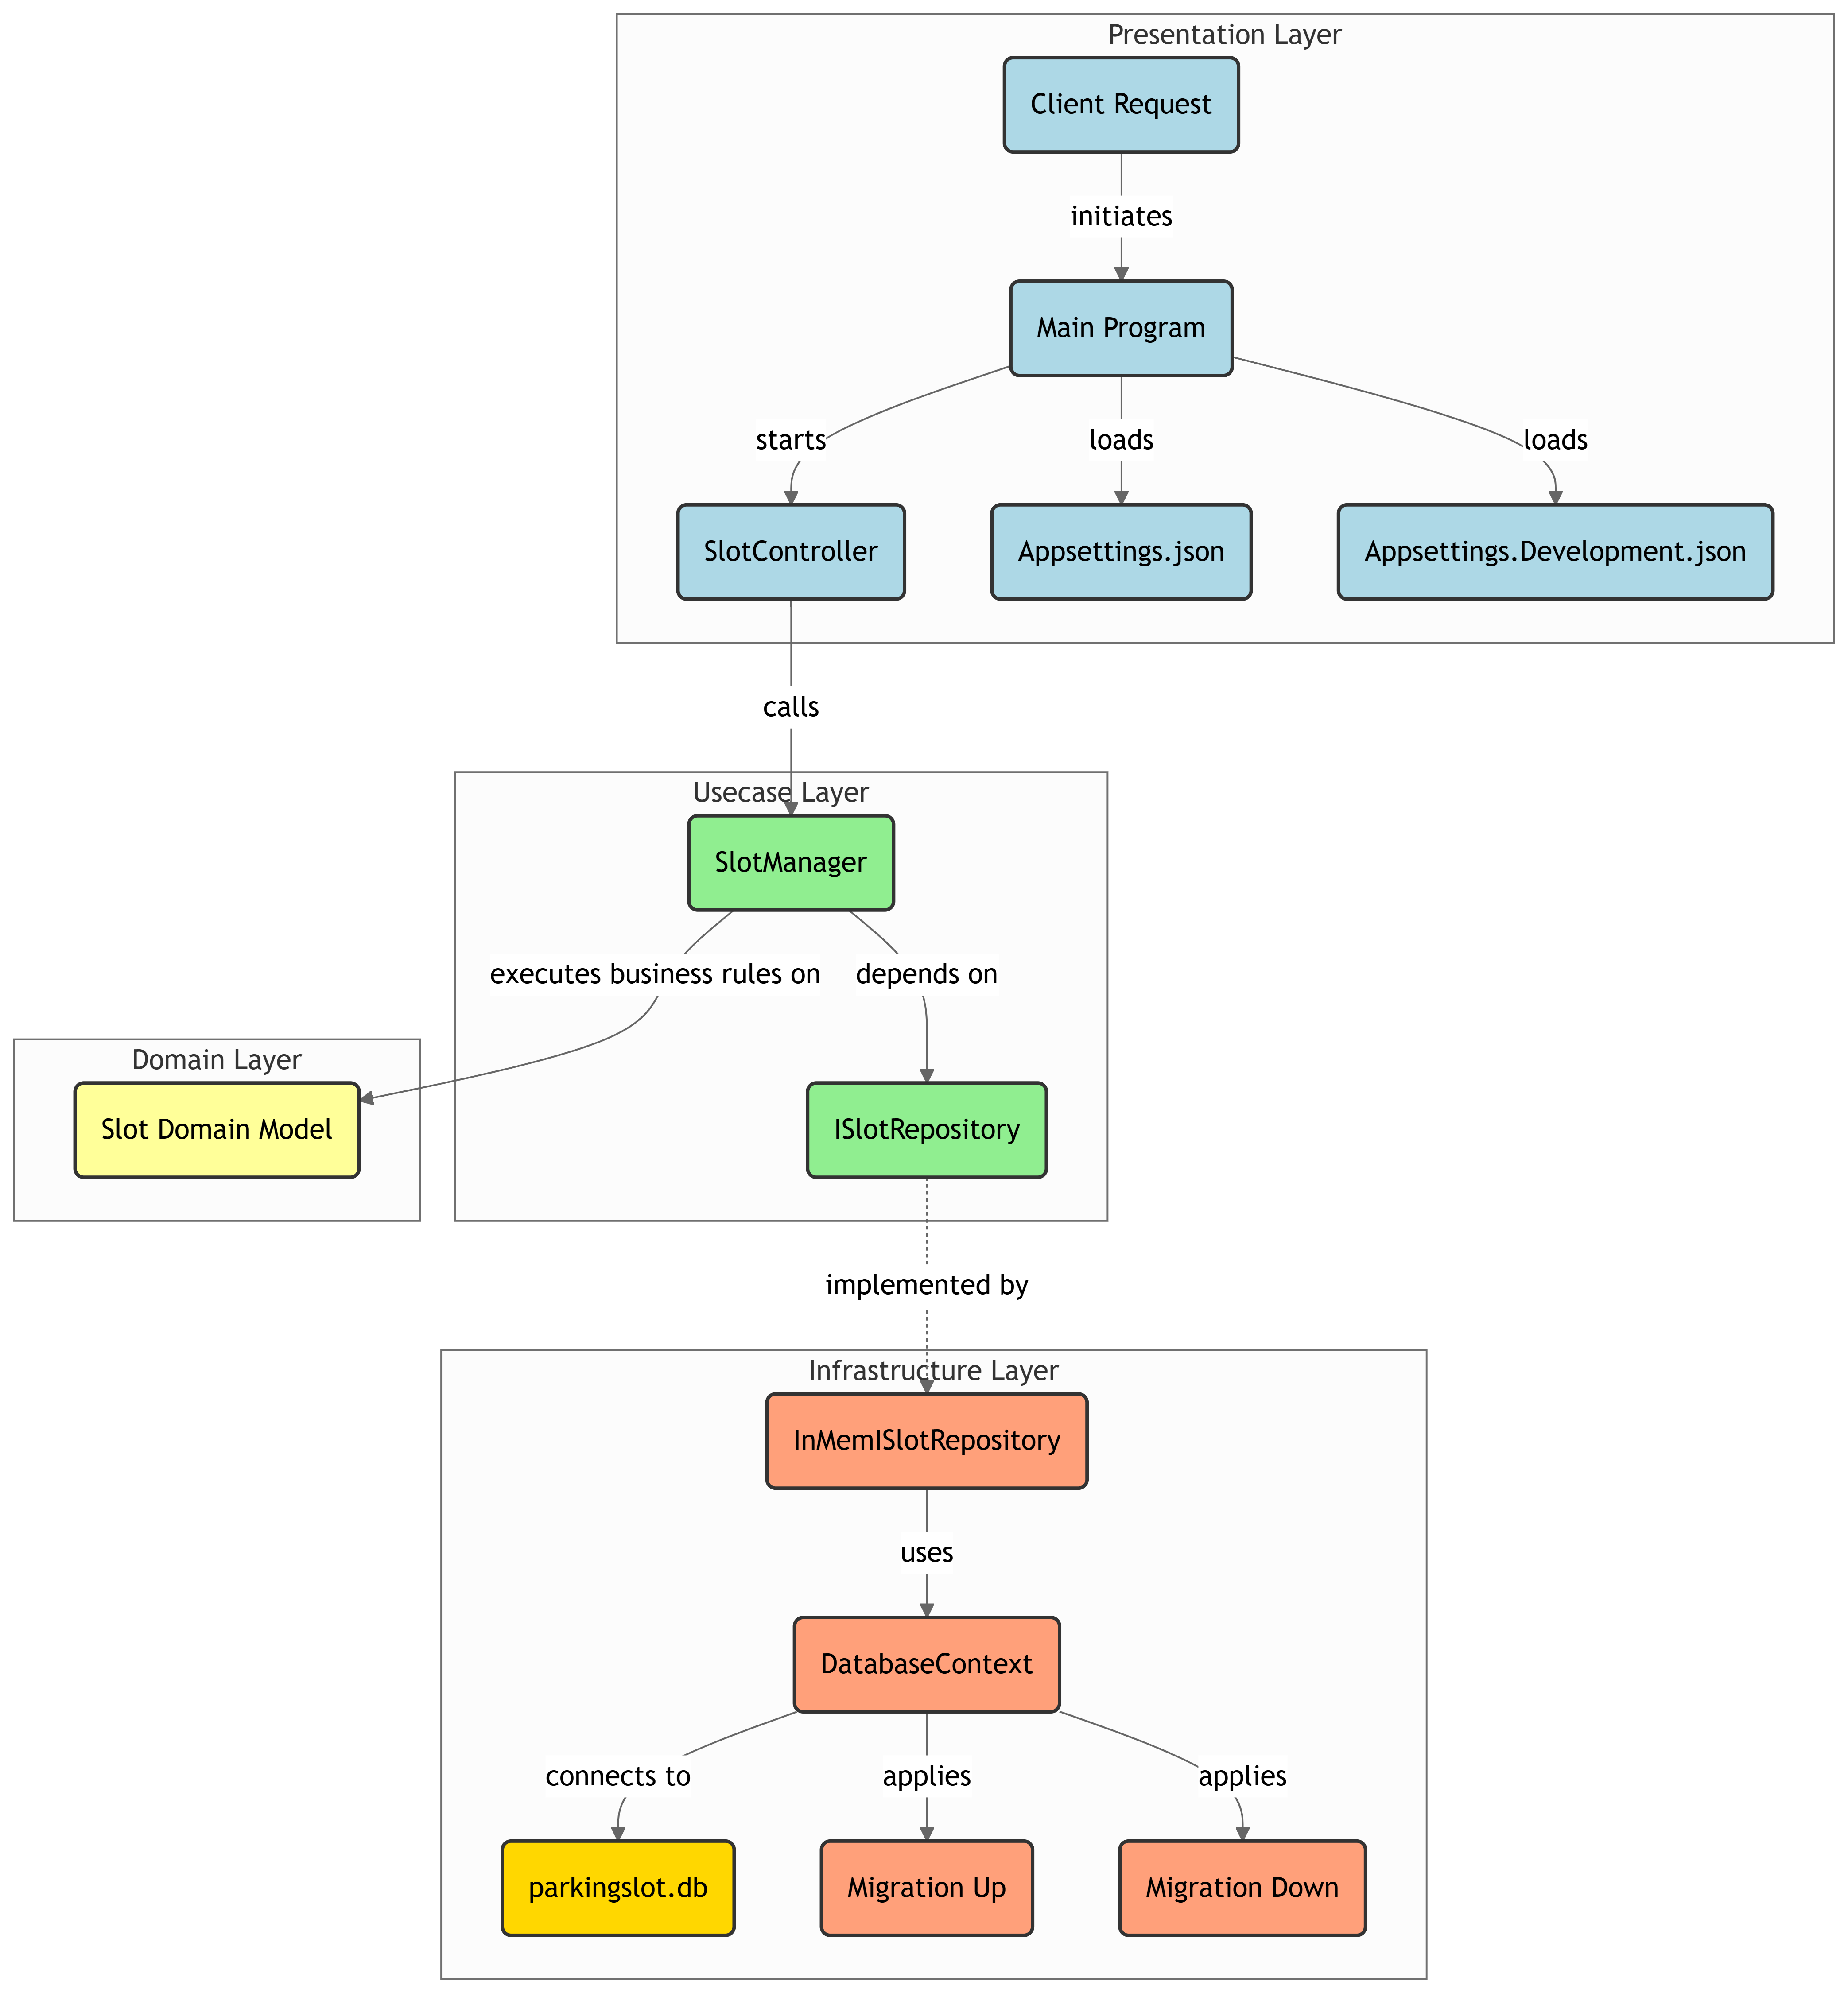 Presentation Layer
Client Request
initiates
Main Program
starts
loads
loads
SlotController
Appsettings.json
Appsettings.Development.json
calls
Usecase Layer
SlotManager
executes business rules on
depends on
Domain Layer
Slot Domain Model
ISlotRepository
implemented by
Infrastructure Layer
InMemISlotRepository
uses
DatabaseContext
connects to
applies
applies
parkingslot.db
Migration Up
Migration Down